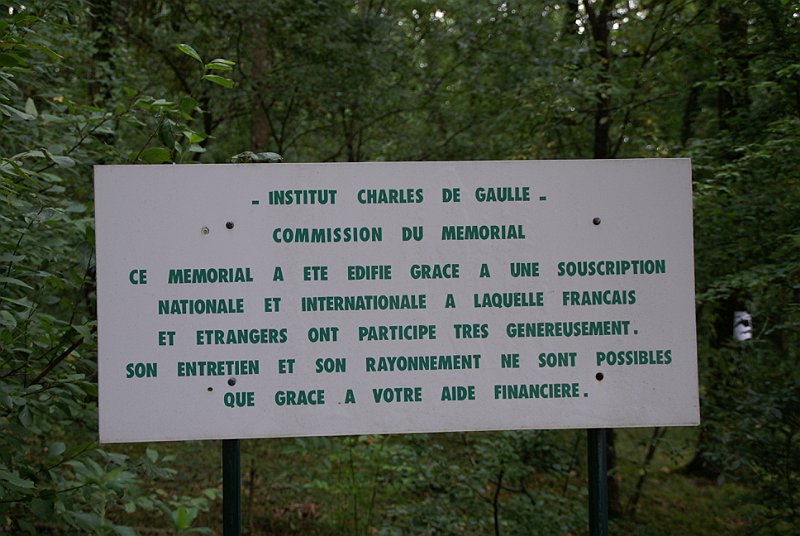 - INSTITUT CHARLES DE GAULLE -
COMMISSION DU MEMORIAL
CE MEMORIAL A ETE EDIFIE GRACE A UNE SOUSCRIPTION
NATIONALE ET INTERNATIONALE A LAQUELLE FRANCAIS
ET ETRANGERS ONT PARTICIPE TRES GENEREUSEMENT.
SON ENTRETIEN ET SON RAYONNEMENT NE SONT POSSIBLES
QUE GRACE A VOTRE AIDE FINANCIERE.